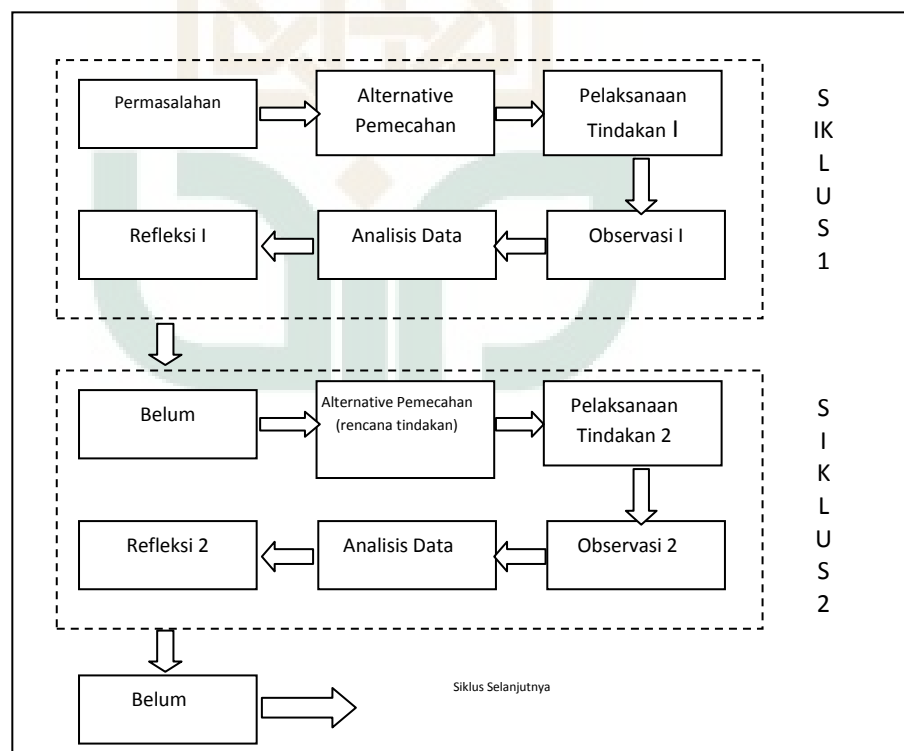 Permasalahan
Alternative
Pemecahan
Pelaksanaan
Tindakan I
Observasi I
Analisis Data
Refleksi I
S
IK
L
U
S
1
Belum
Alternative Pemecahan
(rencana tindakan)
Pelaksanaan
Tindakan 2
Observasi 2
Analisis Data
Refleksi 2
S
I
K
L
U
S
2
Belum
Siklus Selanjutnya